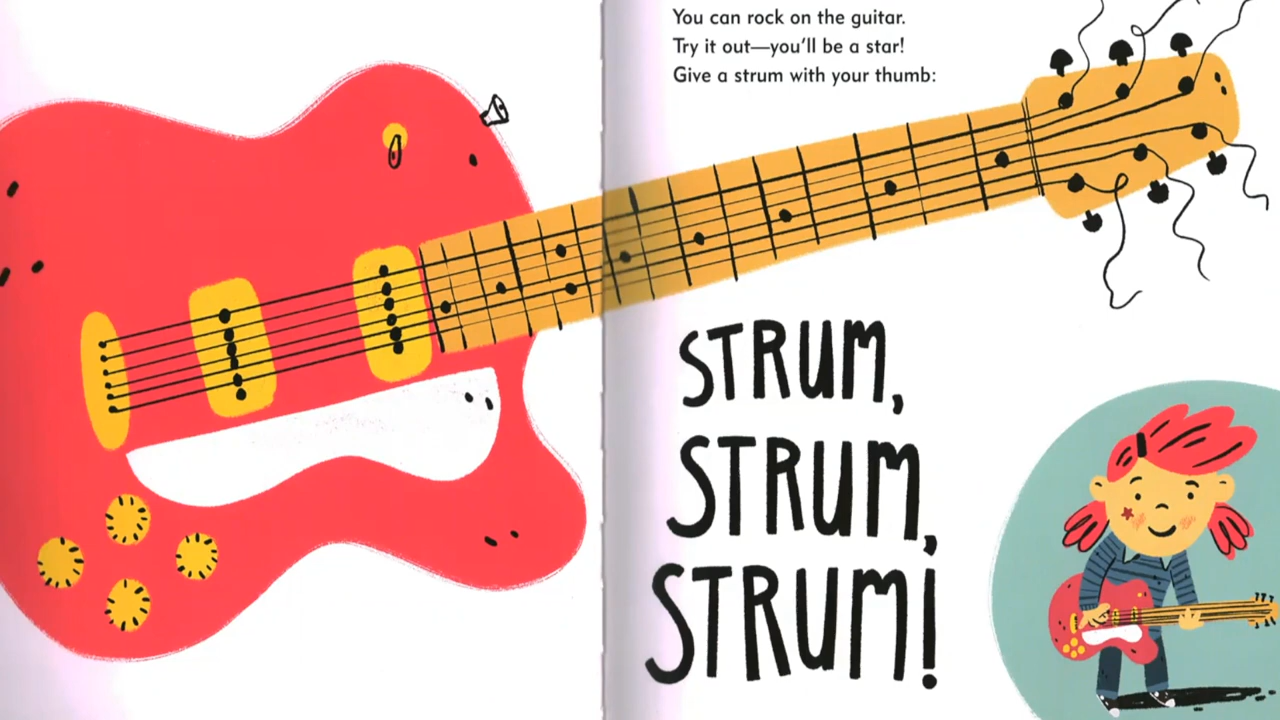 You can rock on the guitar.
Try it out—you'll be a star!
Give a strum with your thumb:
STRUM,
STRUM,
STRUM!